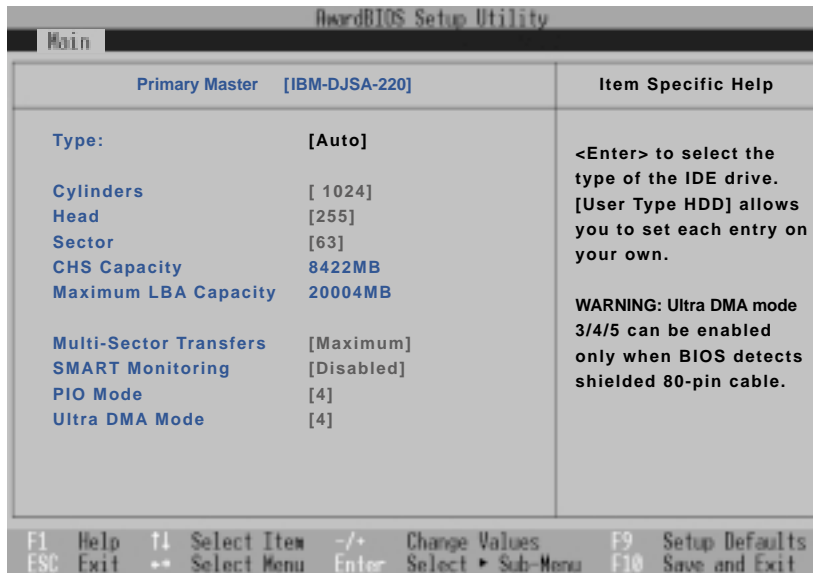 AwardBIOS Setup Utility
Main
Primary Master [IBM-DJSA-220]
Item Specific Help
Type: [Auto]
Cylinders [ 1024]
Head [255]
Sector [63]
CHS Capacity 8422MB
Maximum LBA Capacity 20004MB
Multi-Sector Transfers [Maximum]
SMART Monitoring [Disabled]
PIO Mode [4]
Ultra DMA Mode [4]
<Enter> to select the
type of the IDE drive.
[User Type HDD] allows
you to set each entry on
your own.
WARNING: Ultra DMA mode
3/4/5 can be enabled
only when BIOS detects
shielded 80-pin cable.
F1 Help ↑↓ Select Item -/+ Change Values F9 Setup Defaults
ESC Exit ←→ Select Menu Enter Select ► Sub-Menu F10 Save and Exit